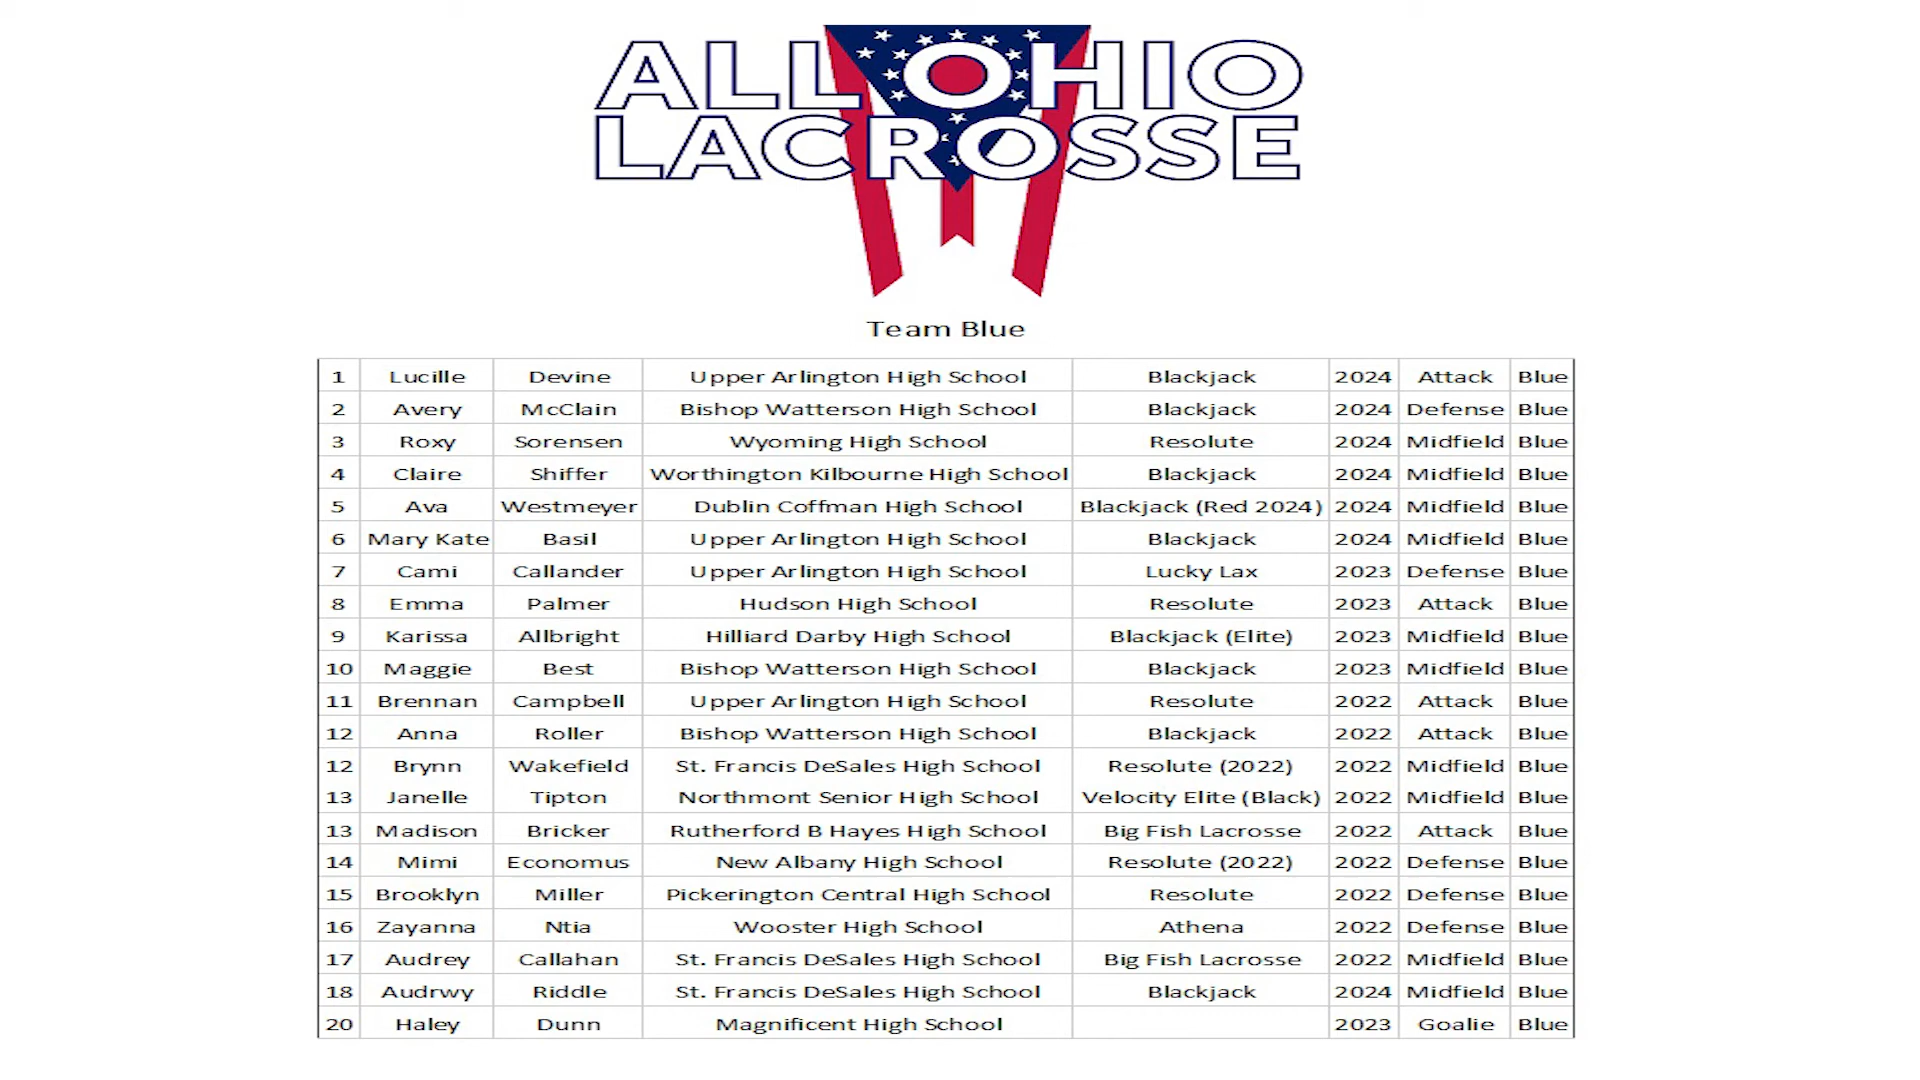 ALL OHIO
LACROSSE
Team Blue
1 Lucille Devine Upper Arlington High School Blackjack 2024 Attack Blue
2 Avery McClain Bishop Watterson High School Blackjack 2024 Defense Blue
3 Roxy Sorensen Wyoming High School Resolute 2024 Midfield Blue
4 Claire Shiffer Worthington Kilbourne High School Blackjack 2024 Midfield Blue
5 Ava Westmeyer Dublin Coffman High School Blackjack (Red 2024) 2024 Midfield Blue
6 Mary Kate Basil Upper Arlington High School Blackjack 2024 Midfield Blue
7 Cami Callander Upper Arlington High School Lucky Lax 2023 Defense Blue
8 Emma Palmer Hudson High School Resolute 2023 Attack Blue
9 Karissa Allbright Hilliard Darby High School Blackjack (Elite) 2023 Midfield Blue
10 Maggie Best Bishop Watterson High School Blackjack 2023 Midfield Blue
11 Brennan Campbell Upper Arlington High School Resolute 2022 Attack Blue
12 Anna Roller Bishop Watterson High School Blackjack 2022 Attack Blue
12 Brynn Wakefield St. Francis DeSales High School Resolute (2022) 2022 Midfield Blue
13 Janelle Tipton Northmont Senior High School Velocity Elite (Black) 2022 Midfield Blue
13 Madison Bricker Rutherford B Hayes High School Big Fish Lacrosse 2022 Attack Blue
14 Mimi Economus New Albany High School Resolute (2022) 2022 Defense Blue
15 Brooklyn Miller Pickerington Central High School Resolute 2022 Defense Blue
16 Zayanna Ntia Wooster High School Athena 2022 Defense Blue
17 Audrey Callahan St. Francis DeSales High School Big Fish Lacrosse 2022 Midfield Blue
18 Audrwy Riddle St. Francis DeSales High School Blackjack 2024 Midfield Blue
20 Haley Dunn Magnificent High School 2023 Goalie Blue